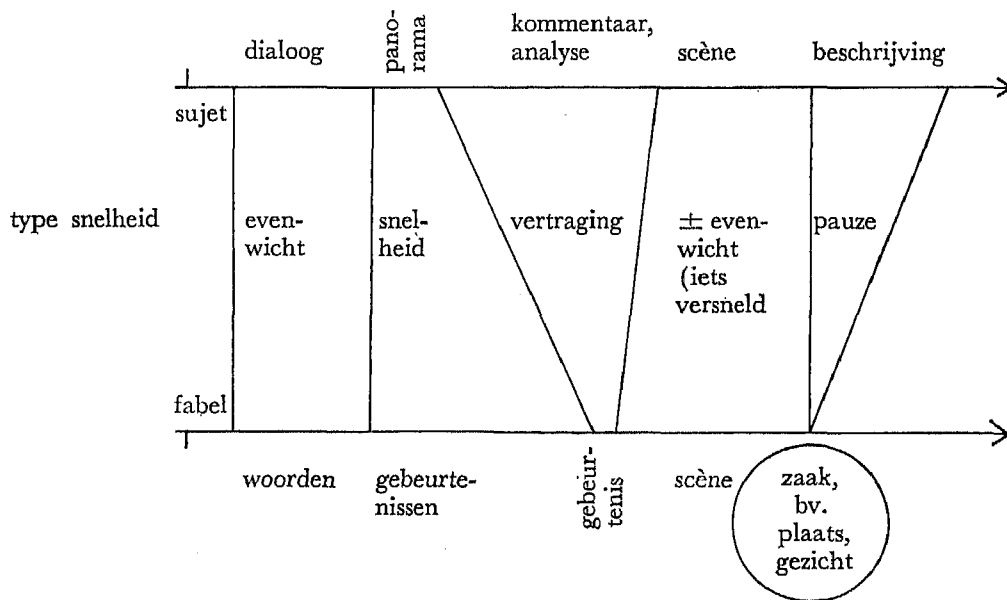 dialoog
pano-
rama
kommentaar,
analyse
scène
beschrijving
sujet
type snelheid
even-
wicht
snel-
heid
vertraging
± even-
wicht
(iets
versneld
pauze
fabel
woorden
gebeurte-
nissen
gebeur-
tenis
scène
zaak,
bv.
plaats,
gezicht